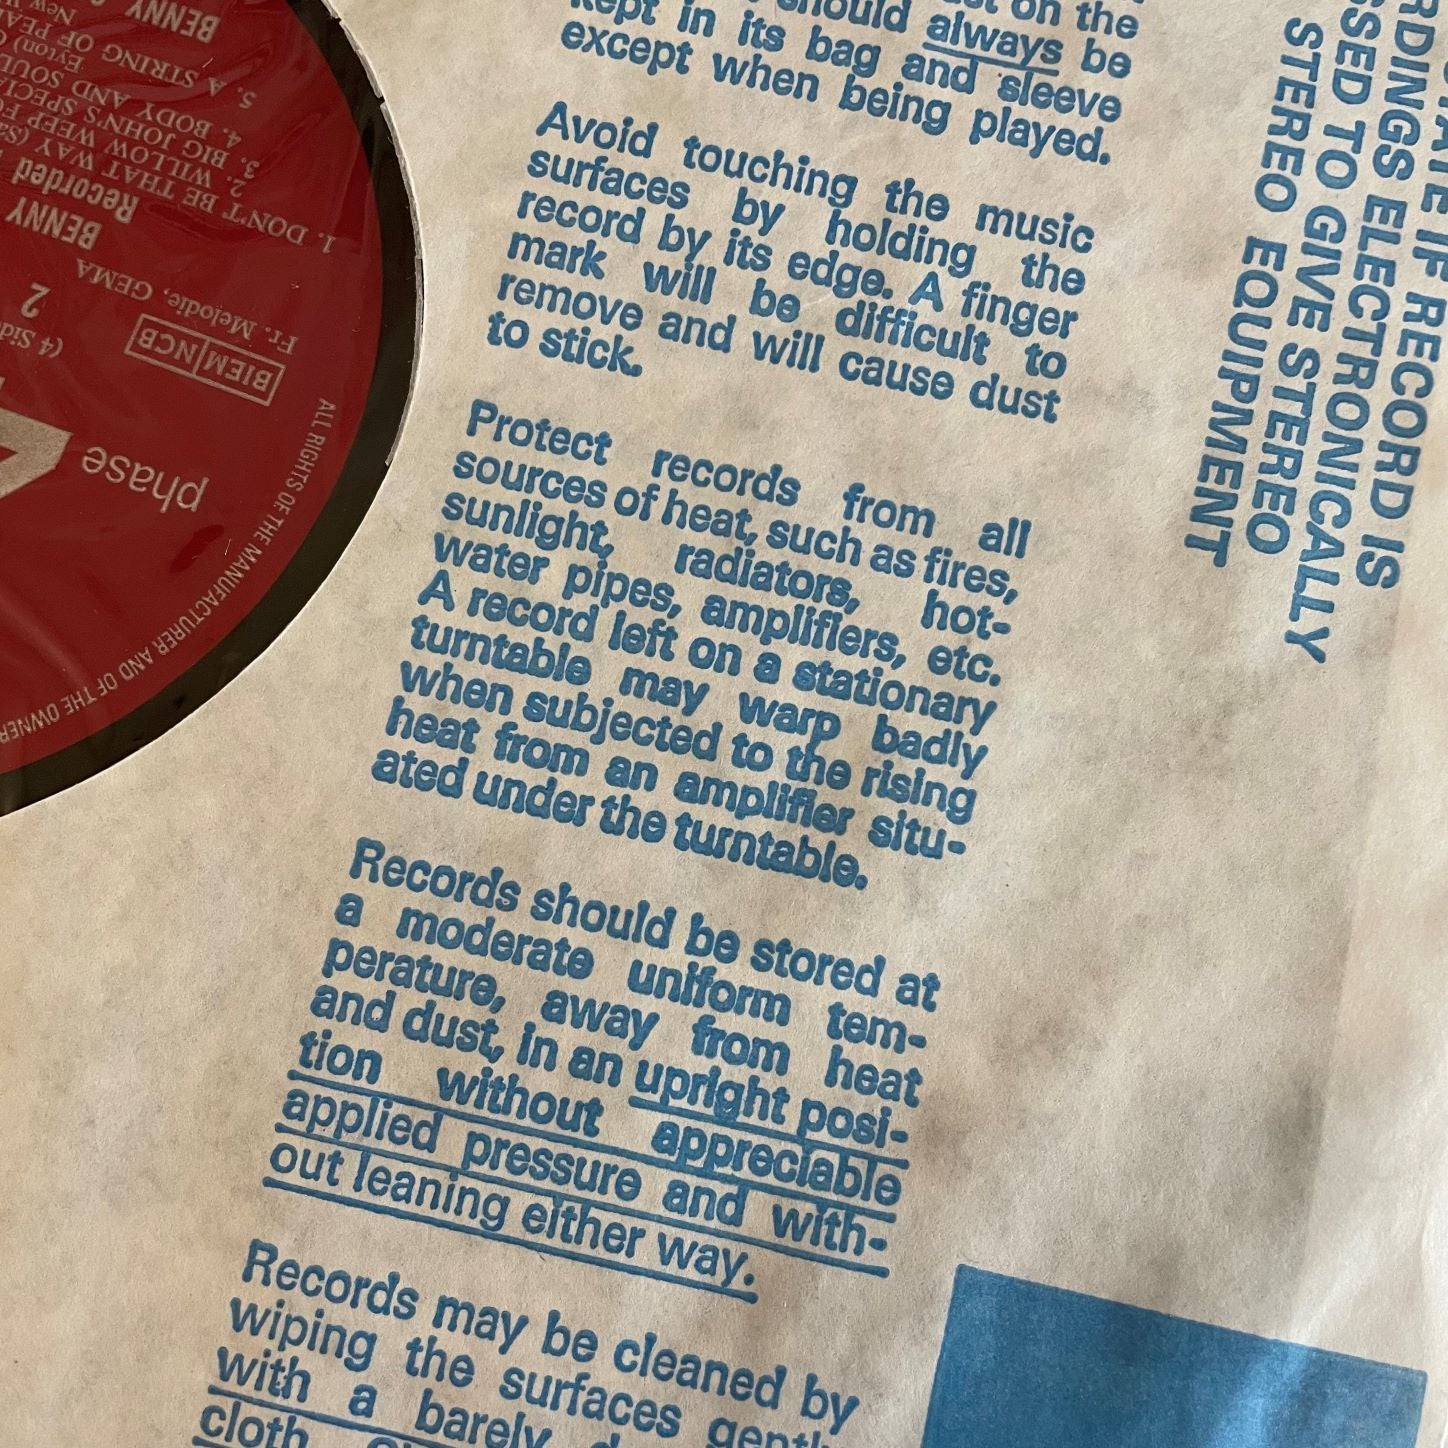 on the
should always be
kept in its bag and sleeve
except when being played.
Avoid touching the music
surfaces by holding the
record by its edge. A finger
mark will be difficult to
remove and will cause dust
to stick.
Protect records from all
sources of heat, such as fires,
sunlight, radiators, hot-
water pipes, amplifiers, etc.
A record left on a stationary
turntable may warp badly
when subjected to the rising
heat from an amplifier situ-
ated under the turntable.
Records should be stored at
a moderate uniform tem-
perature, away from heat
and dust, in an upright posi-
tion without appreciable
applied pressure and with-
out leaning either way.
Records may be cleaned by
wiping the surfaces
with a barely
cloth
IF RECORD IS
ELECTRONICALLY
TO GIVE STEREO
STEREO EQUIPMENT
ALL RIGHTS OF THE MANUFACTURER AND OF THE OWNER
phase
BIEM NCB
Fr. Melodie, GEMA
2
BENNY
Recorded
1. DON'T BE THAT WAY
2. WILLOW WEEP
3. BIG JOHN'S
4. BODY AND SOUL
5. A STRING OF
BENNY